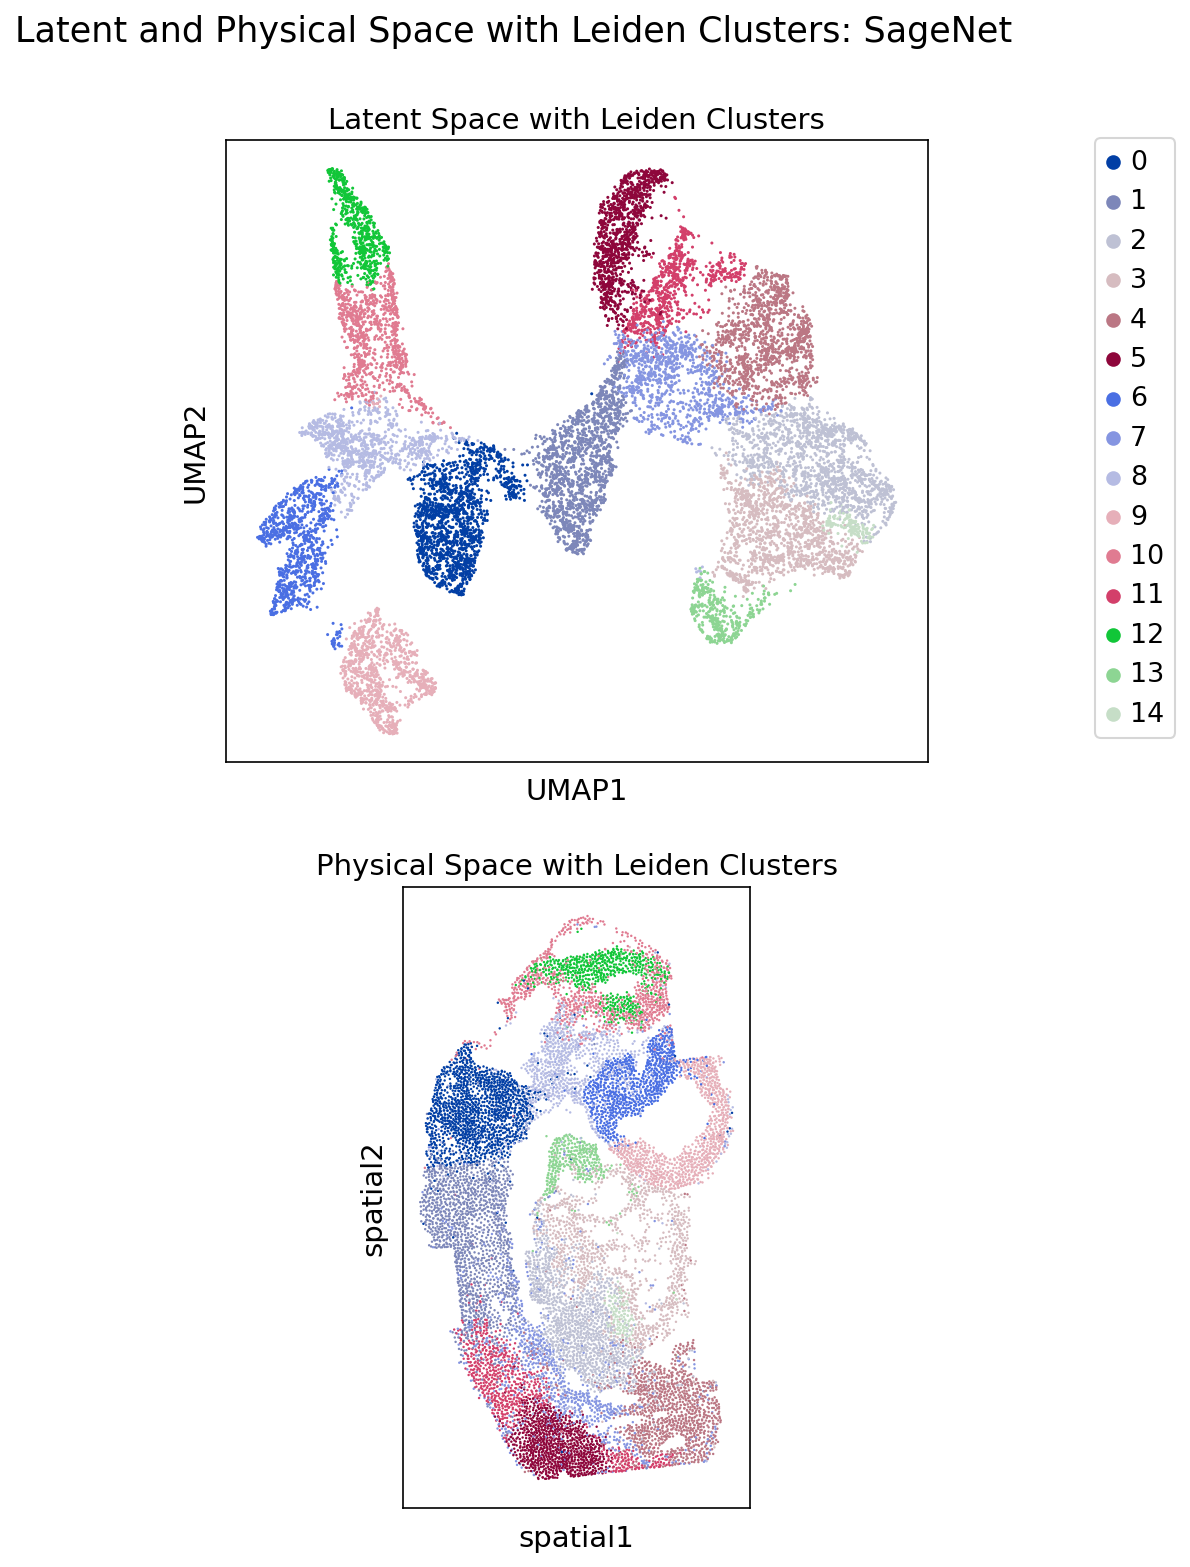 Latent and Physical Space with Leiden Clusters: SageNet
Latent Space with Leiden Clusters
UMAP2
UMAP1
0
1
2
3
4
5
6
7
8
9
10
11
12
13
14
Physical Space with Leiden Clusters
spatial2
spatial1